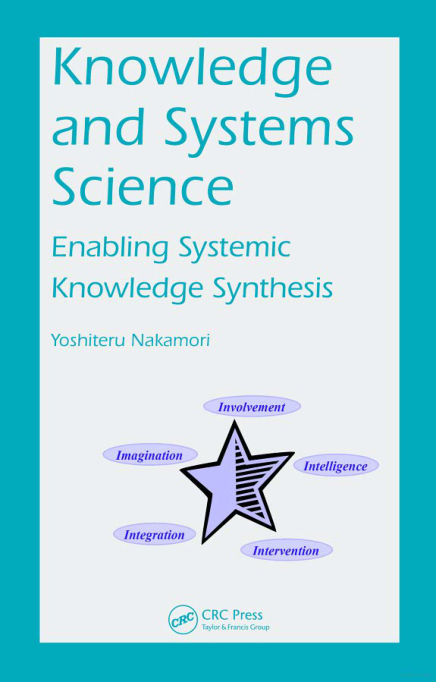 Knowledge
and Systems
Science
Enabling Systemic
Knowledge Synthesis
Yoshiteru Nakamori
Involvement
Imagination
Intelligence
Integration
Intervention
CRC
CRC Press
Taylor & Francis Group